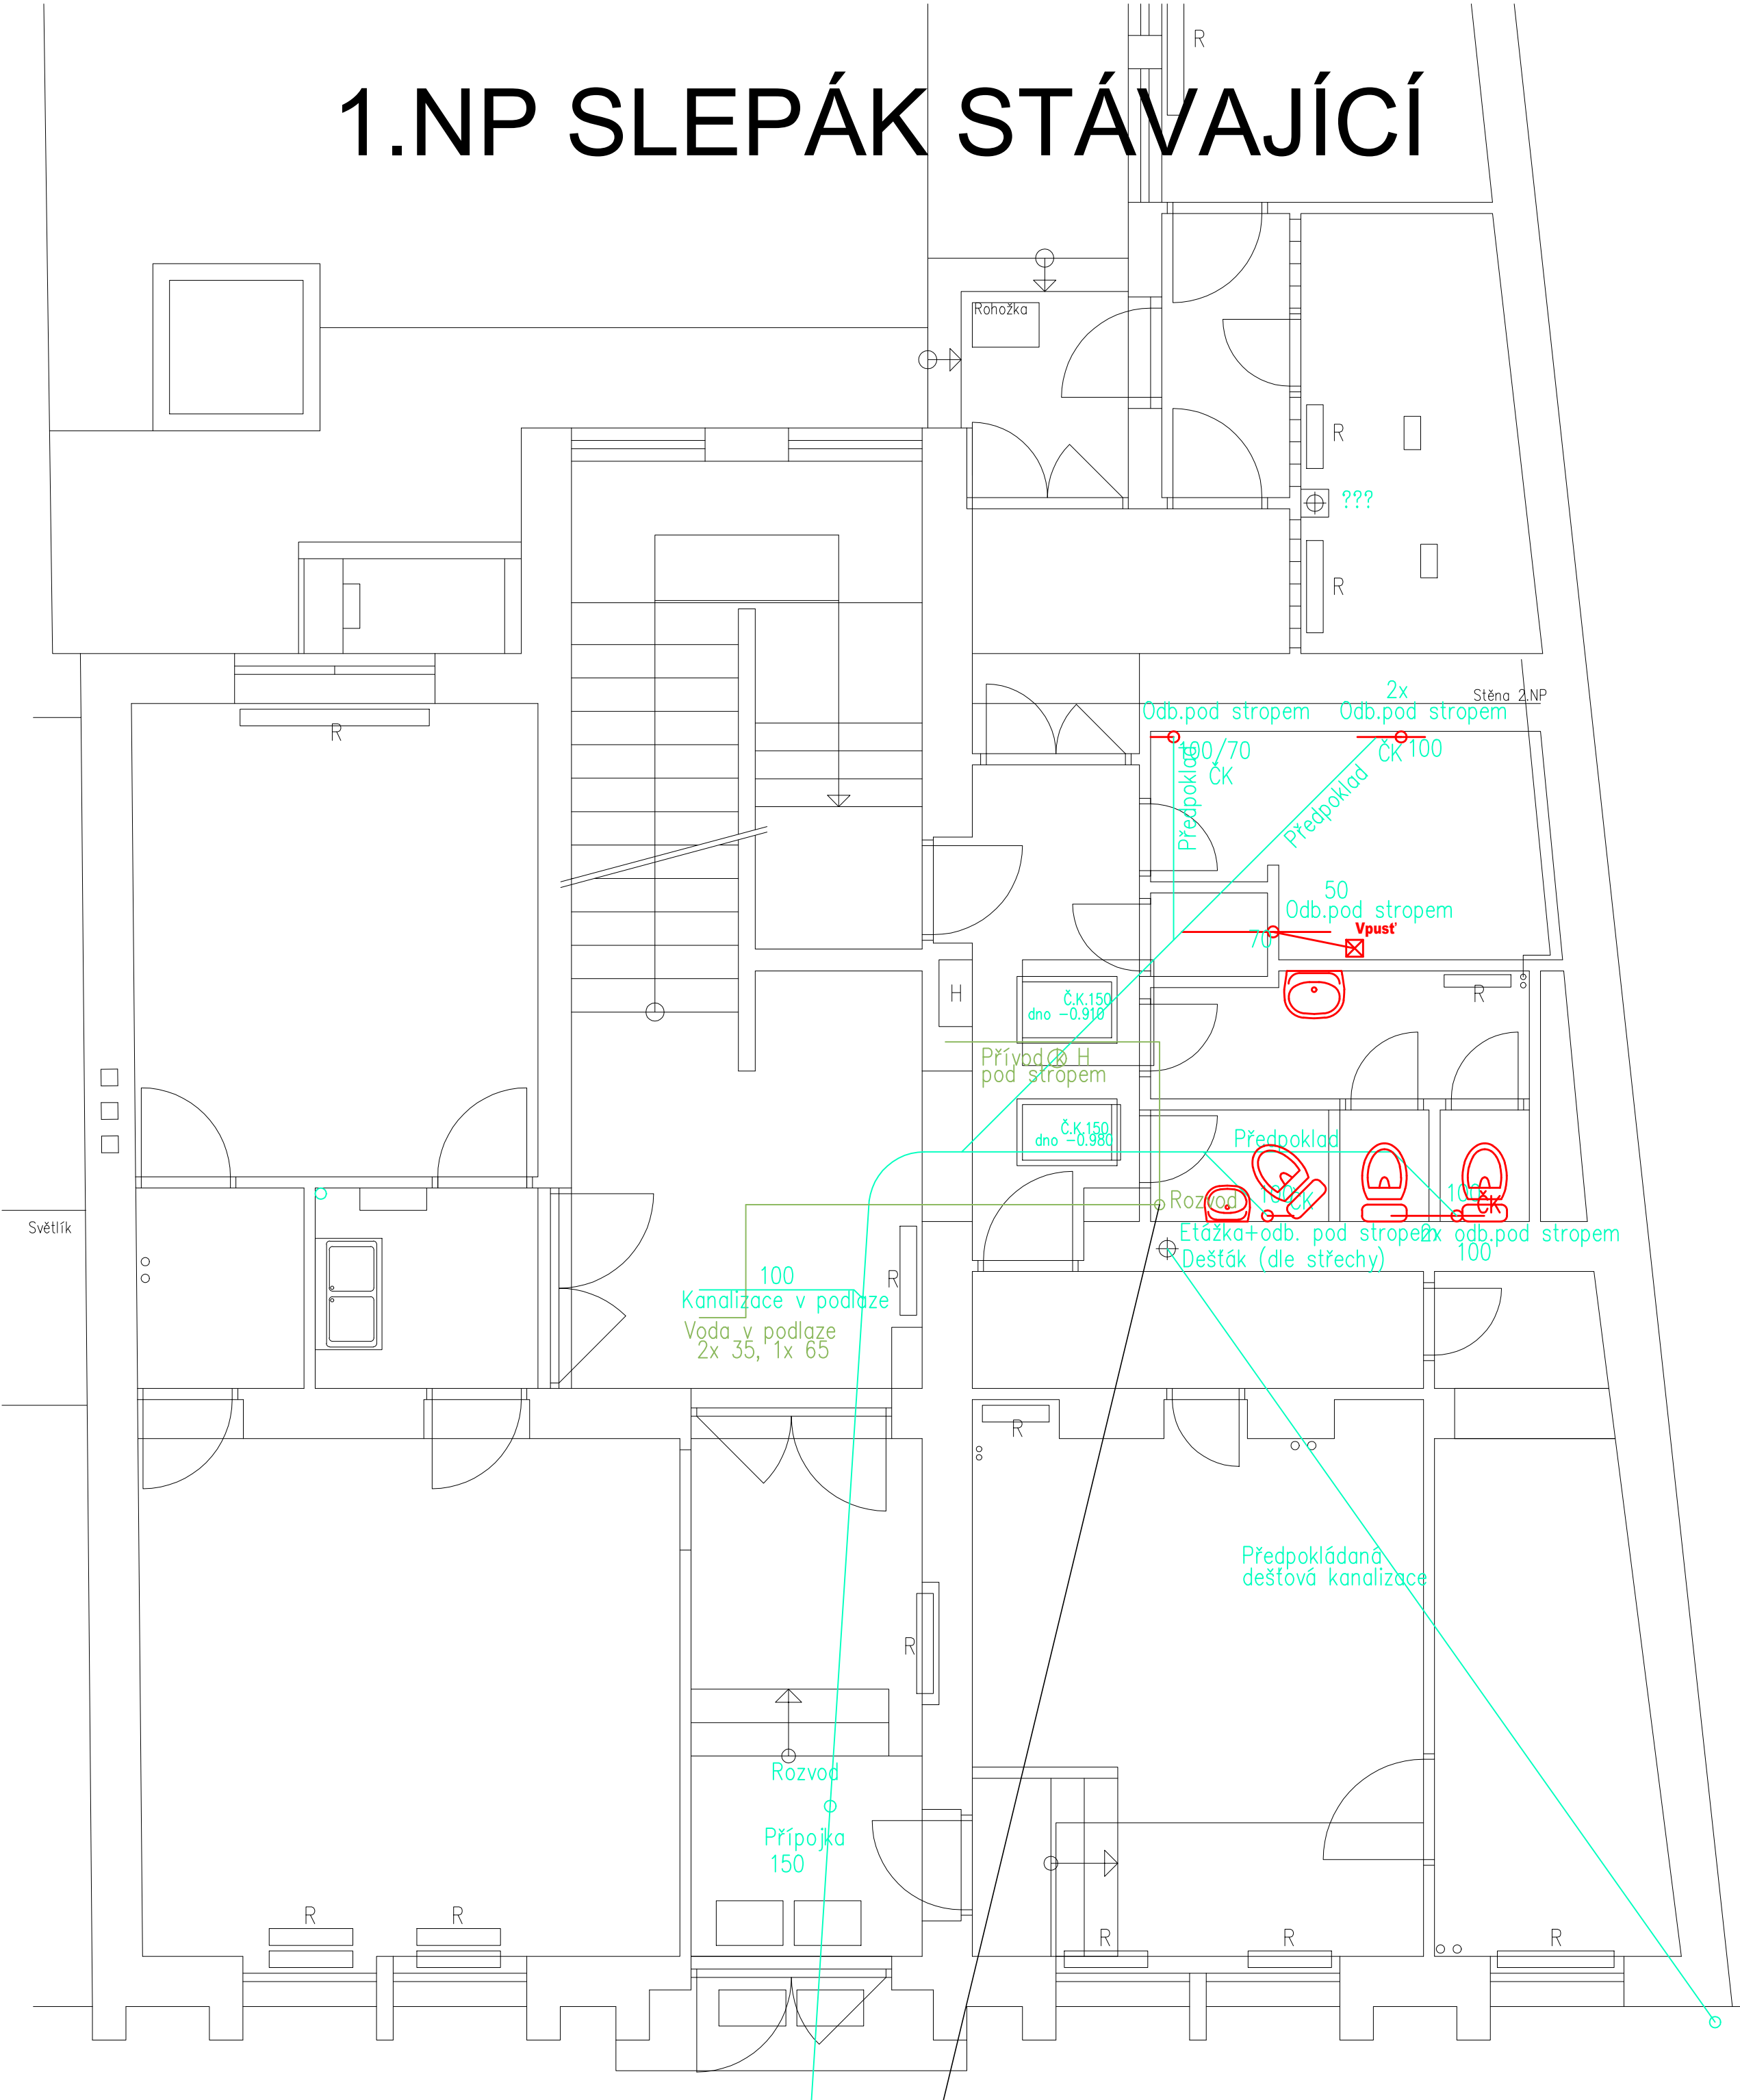 R
1.NP SLEPÁK STÁVAJÍCÍ
Rohožka
R
???
R
2x
Stěna 2.NP
Odb.pod stropem
Odb.pod stropem
R
100/70
ČK
ČK 100
Předpoklad
Předpoklad
50
Odb.pod stropem
Vpusť
70
H
Č.K.150
dno -0.910
R
Přívod k H
pod stropem
Č.K.150
dno -0.980
Předpoklad
Rozvod
100
ČK
100
ČK
Světlík
Etážka+odb. pod stropem
2x odb.pod stropem
100
Dešťák (dle střechy)
100
R
Kanalizace v podlaze
Voda v podlaze
2x 35, 1x 65
R
Předpokládaná
dešťová kanalizace
R
Rozvod
Přípojka
150
R
R
R
R
R